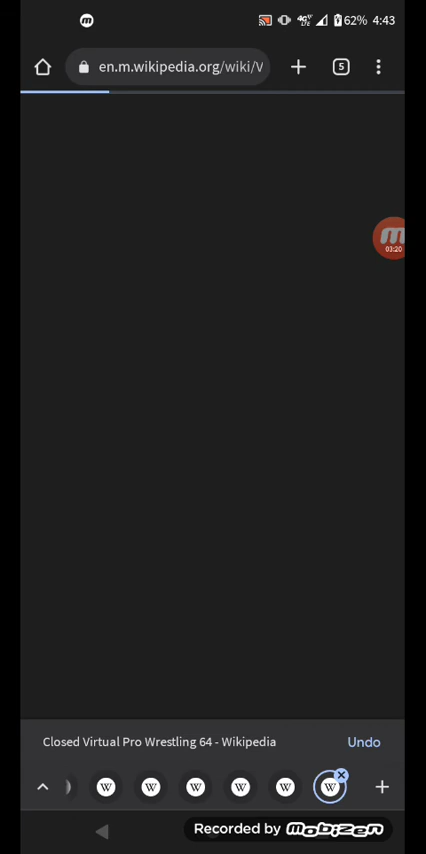 62% 4:43
en.m.wikipedia.org/wiki/V
5
03:20
Closed Virtual Pro Wrestling 64 - Wikipedia
Undo
W W W W W W
Recorded by mobizen